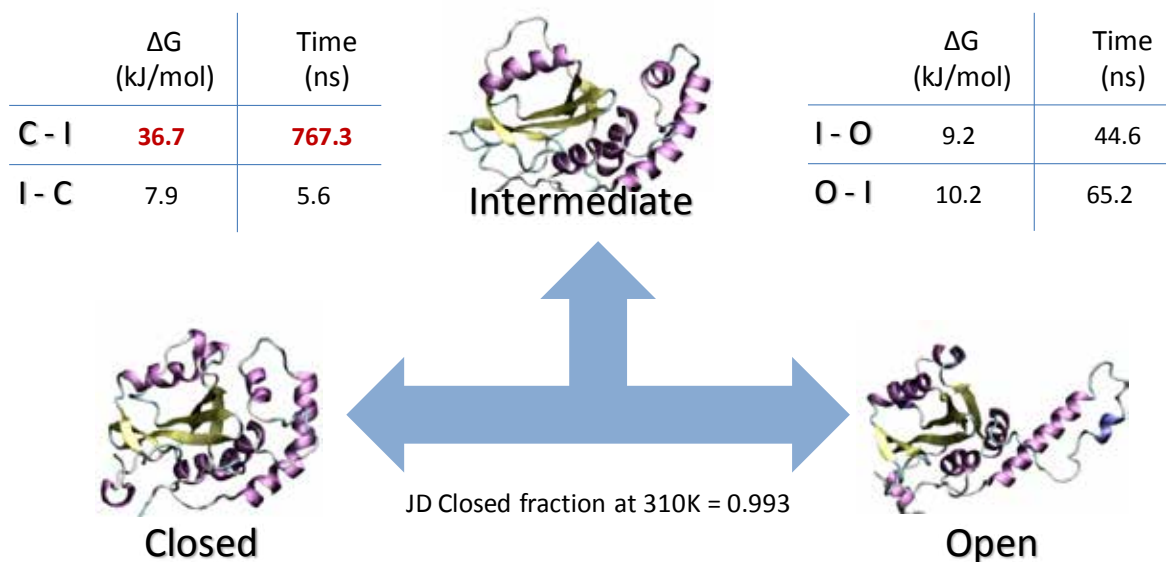 ΔG Time
(kJ/mol) (ns)
C - I 36.7 767.3
I - C 7.9 5.6
Intermediate
ΔG Time
(kJ/mol) (ns)
I - O 9.2 44.6
O - I 10.2 65.2
JD Closed fraction at 310K = 0.993
Closed
Open